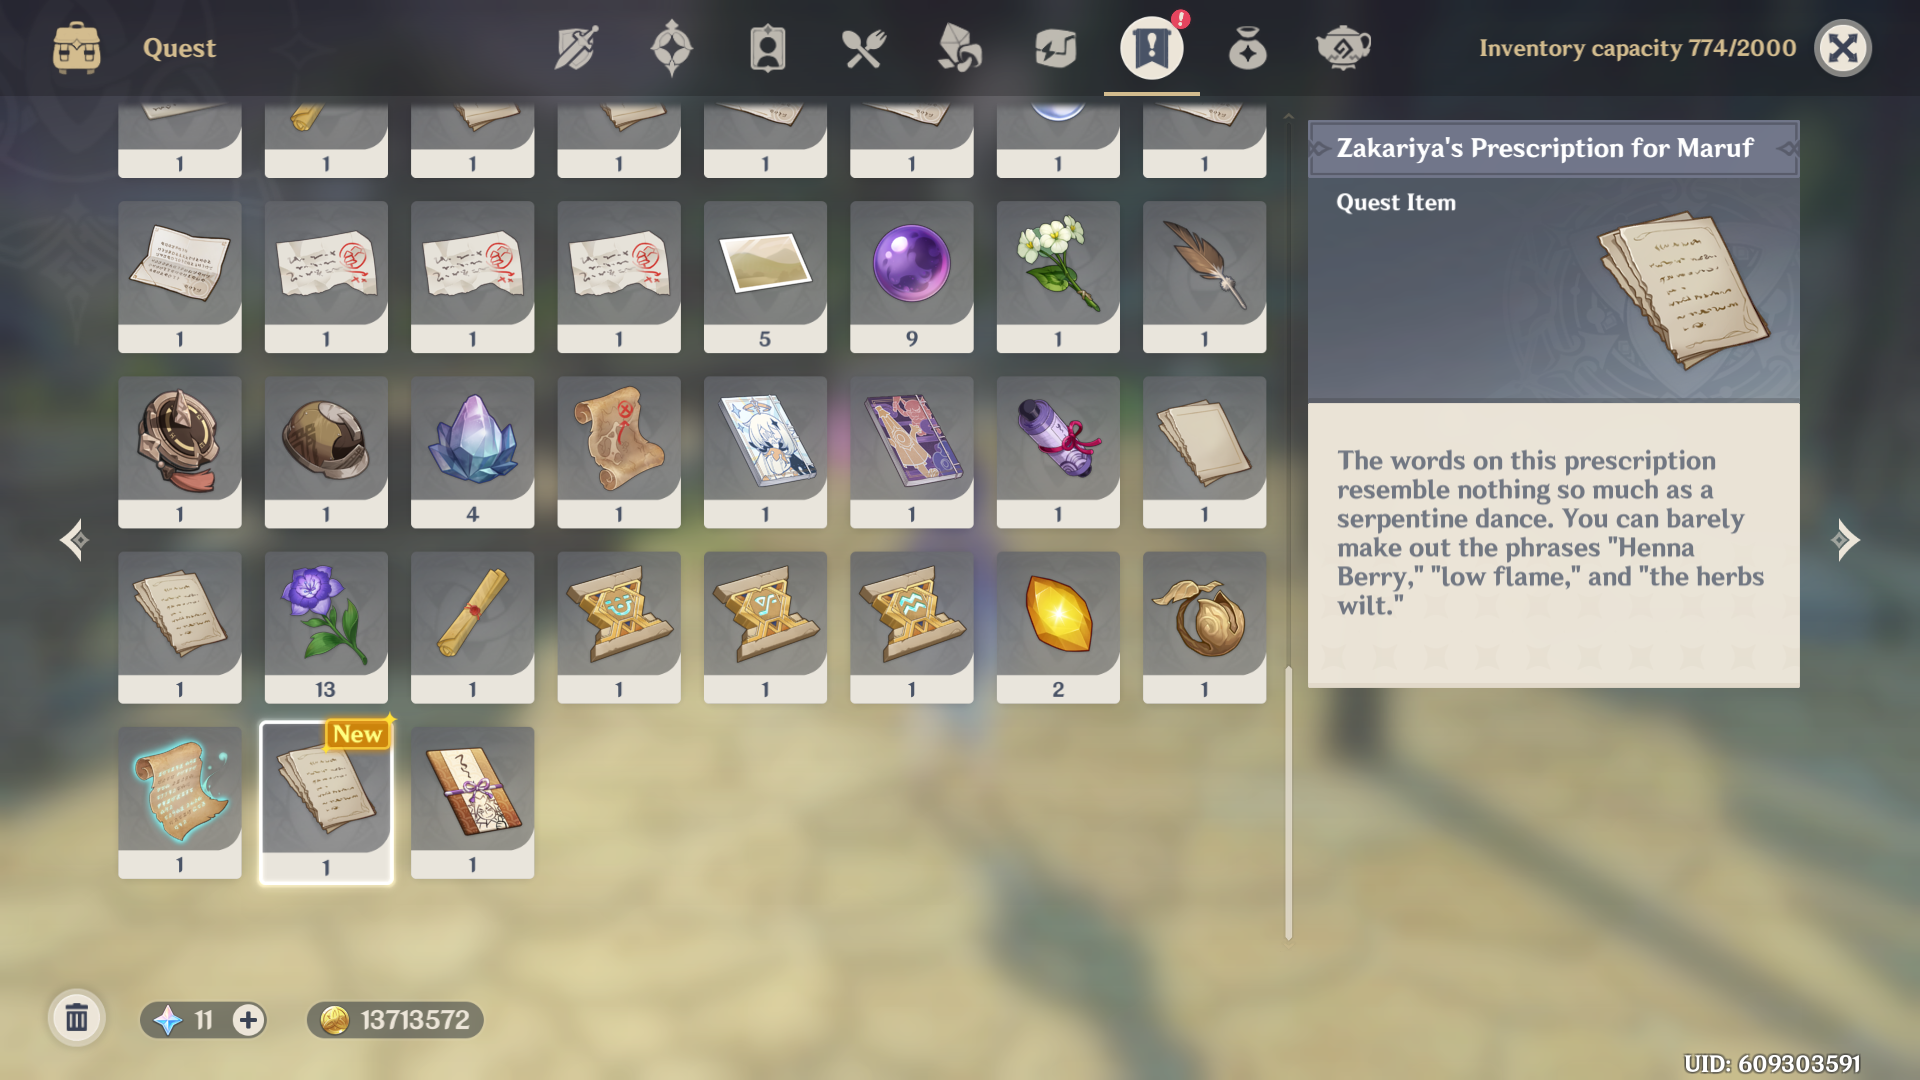 Quest
Inventory capacity 774/2000
1 1 1 1 1 1 1 1
1 1 1 1 5 9 1 1
1 1 4 1 1 1 1 1
1 13 1 1 1 1 2 1
New
1 1 1
Zakariya's Prescription for Maruf
Quest Item
The words on this prescription
resemble nothing so much as a
serpentine dance. You can barely
make out the phrases "Henna
Berry," "low flame," and "the herbs
wilt."
11
13713572
UID: 609303591